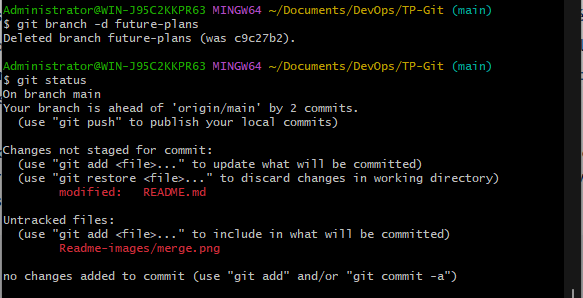 Administrator@WIN-J95C2KKPR63 MINGW64 ~/Documents/DevOps/TP-Git (main)
$ git branch -d future-plans
Deleted branch future-plans (was c9c27b2).

Administrator@WIN-J95C2KKPR63 MINGW64 ~/Documents/DevOps/TP-Git (main)
$ git status
On branch main
Your branch is ahead of 'origin/main' by 2 commits.
  (use "git push" to publish your local commits)

Changes not staged for commit:
  (use "git add <file>..." to update what will be committed)
  (use "git restore <file>..." to discard changes in working directory)
        modified:   README.md

Untracked files:
  (use "git add <file>..." to include in what will be committed)
        Readme-images/merge.png

no changes added to commit (use "git add" and/or "git commit -a")